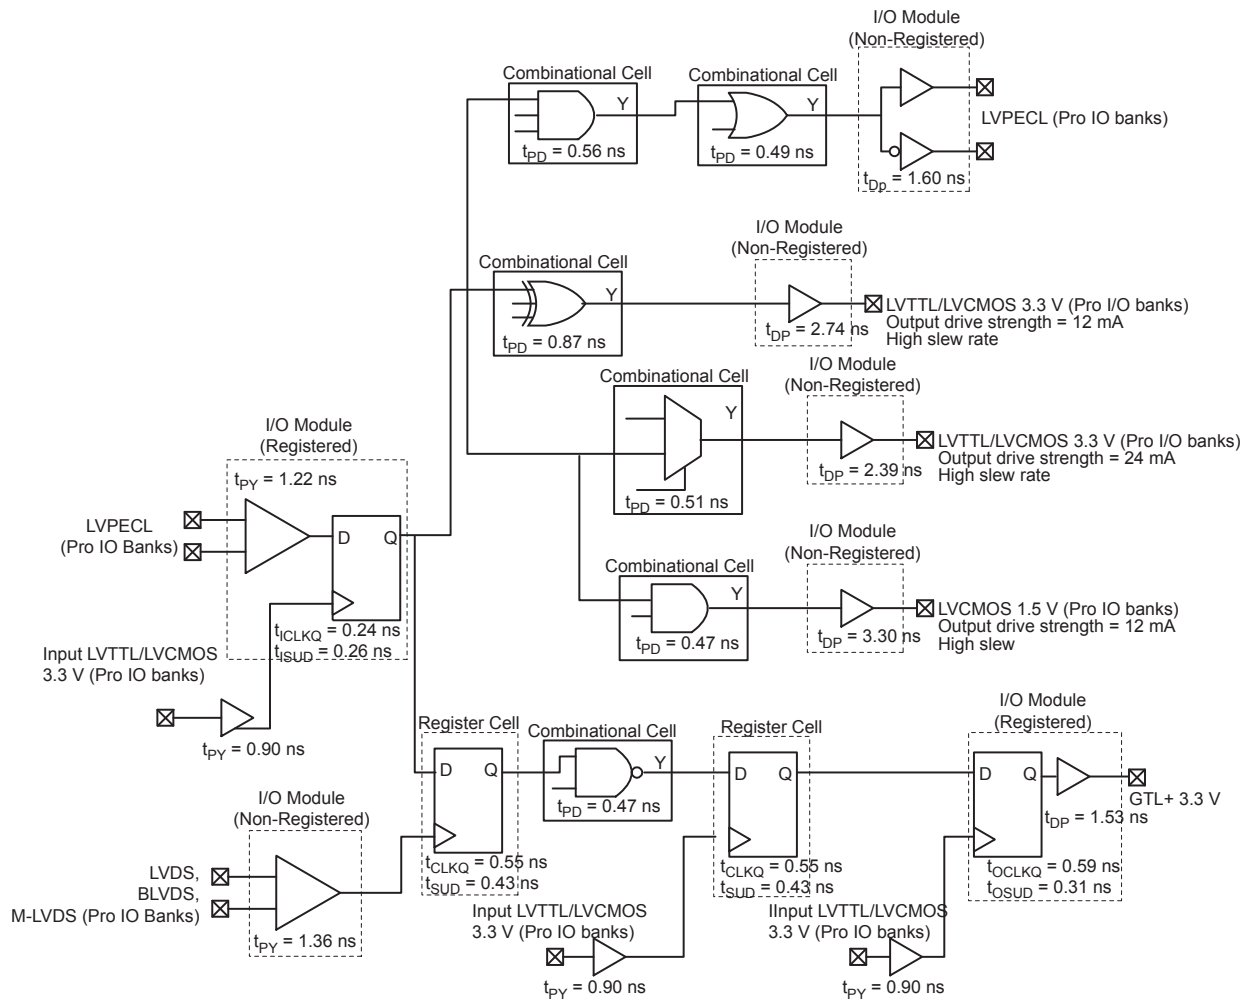 I/O Module
(Non-Registered)
Combinational Cell
Y
tPD = 0.56 ns
Combinational Cell
Y
tPD = 0.49 ns
LVPECL (Pro IO banks)
tDp = 1.60 ns
I/O Module
(Non-Registered)
Combinational Cell
Y
tPD = 0.87 ns
tDP = 2.74 ns
LVTTL/LVCMOS 3.3 V (Pro I/O banks)
Output drive strength = 12 mA
High slew rate
I/O Module
(Non-Registered)
Combinational Cell
Y
tPD = 0.51 ns
tDP = 2.39 ns
LVTTL/LVCMOS 3.3 V (Pro I/O banks)
Output drive strength = 24 mA
High slew rate
I/O Module
(Registered)
tPY = 1.22 ns
LVPECL
(Pro IO Banks)
D
Q
tICLKQ = 0.24 ns
tISUD = 0.26 ns
Input LVTTL/LVCMOS
3.3 V (Pro IO banks)
tPY = 0.90 ns
I/O Module
(Non-Registered)
Combinational Cell
Y
tPD = 0.47 ns
tDP = 3.30 ns
LVCMOS 1.5 V (Pro IO banks)
Output drive strength = 12 mA
High slew
Register Cell
D
Q
tCLKQ = 0.55 ns
tSUD = 0.43 ns
Combinational Cell
Y
tPD = 0.47 ns
Register Cell
D
Q
tCLKQ = 0.55 ns
tSUD = 0.43 ns
I/O Module
(Registered)
D
Q
tDP = 1.53 ns
GTL+ 3.3 V
tOCLKQ = 0.59 ns
tOSUD = 0.31 ns
I/O Module
(Non-Registered)
LVDS,
BLVDS,
M-LVDS (Pro IO Banks)
tPY = 1.36 ns
Input LVTTL/LVCMOS
3.3 V (Pro IO banks)
tPY = 0.90 ns
IInput LVTTL/LVCMOS
3.3 V (Pro IO banks)
tPY = 0.90 ns